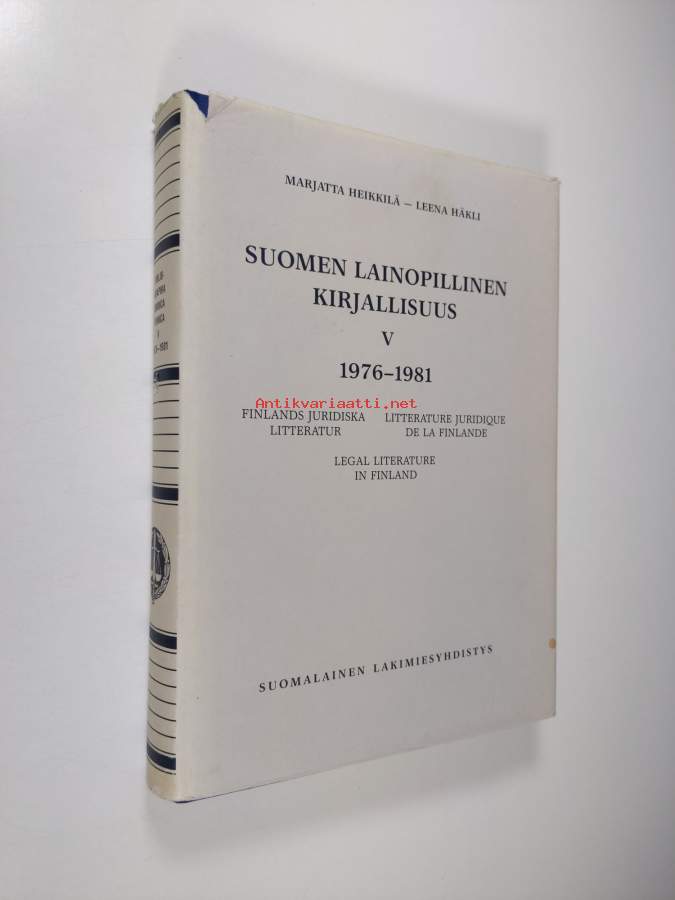 MARJATTA HEIKKILÄ – LEENA HÄKLI
SUOMEN LAINOPILLINEN
KIRJALLISUUS
V
1976–1981
Antikvariaatti.net
FINLANDS JURIDISKA
LITTERATUR
LITTERATURE JURIDIQUE
DE LA FINLANDE
LEGAL LITERATURE
IN FINLAND
SUOMALAINEN LAKIMIESYHDISTYS